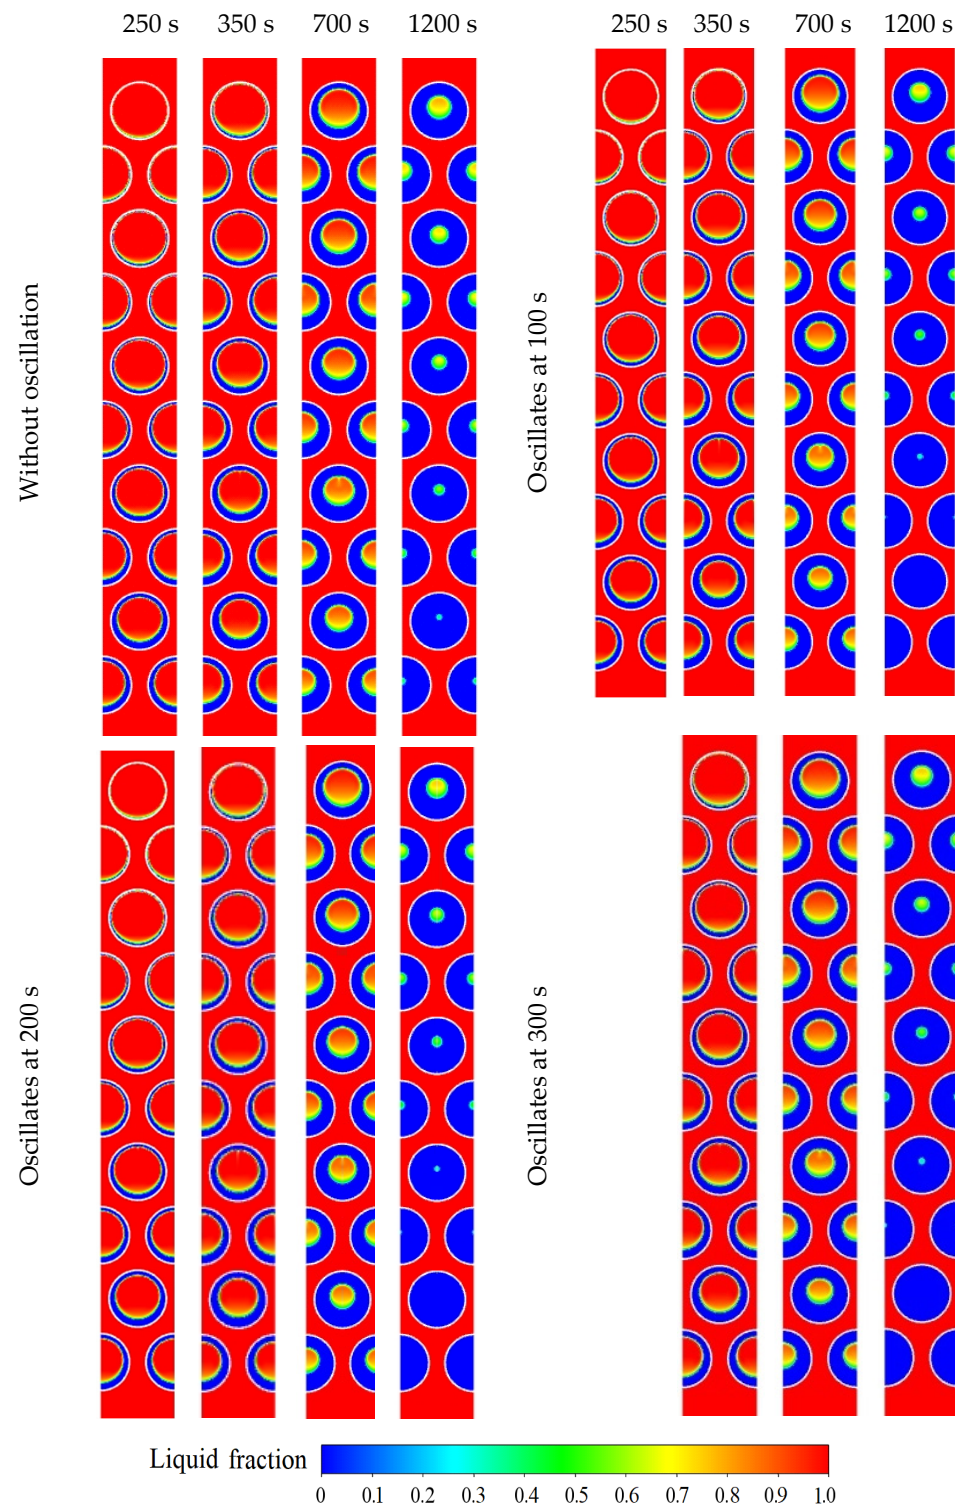 250 s 350 s 700 s 1200 s
250 s 350 s 700 s 1200 s
Without oscillation
Oscillates at 100 s
Oscillates at 200 s
Oscillates at 300 s
Liquid fraction
0 0.1 0.2 0.3 0.4 0.5 0.6 0.7 0.8 0.9 1.0